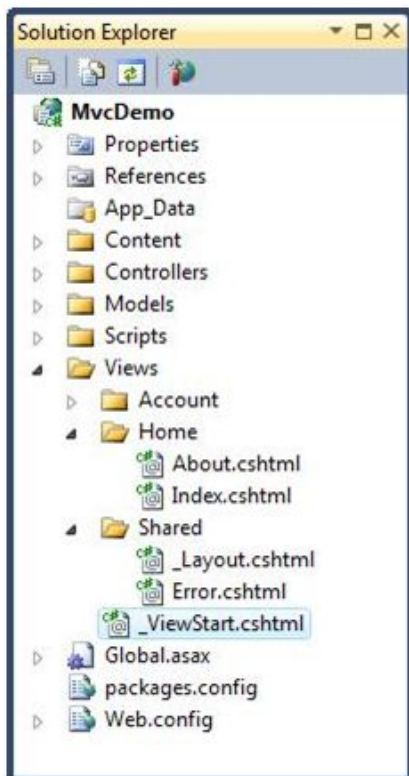 Solution Explorer
MvcDemo
Properties
References
App_Data
Content
Controllers
Models
Scripts
Views
Account
Home
About.cshtml
Index.cshtml
Shared
_Layout.cshtml
Error.cshtml
_ViewStart.cshtml
Global.asax
packages.config
Web.config